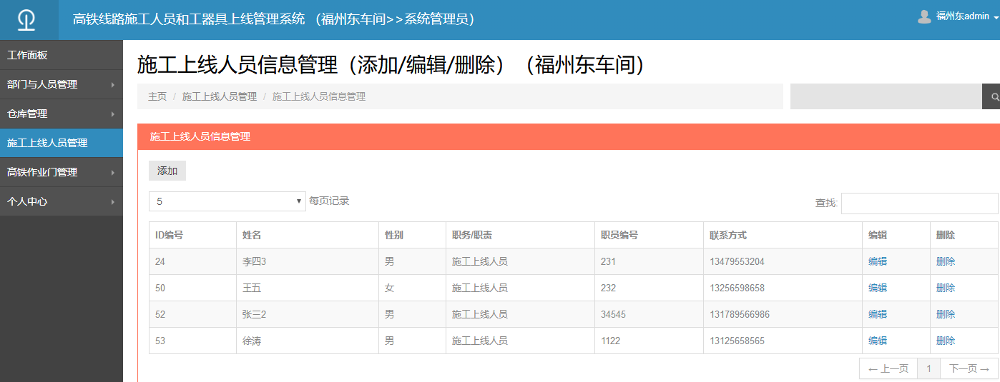 高铁线路施工人员和工器具上线管理系统 （福州东车间>>系统管理员）
福州东admin
工作面板
部门与人员管理
仓库管理
施工上线人员管理
高铁作业门管理
个人中心
施工上线人员信息管理（添加/编辑/删除）（福州东车间）
主页 / 施工上线人员管理 / 施工上线人员信息管理
施工上线人员信息管理
添加
5 每页记录
查找:
ID编号 姓名 性别 职务/职责 职员编号 联系方式 编辑 删除
24 李四3 男 施工上线人员 231 13479553204 编辑 删除
50 王五 女 施工上线人员 232 13256598658 编辑 删除
52 张三2 男 施工上线人员 34545 131789566986 编辑 删除
53 徐涛 男 施工上线人员 1122 13125658565 编辑 删除
← 上一页 1 下一页 →